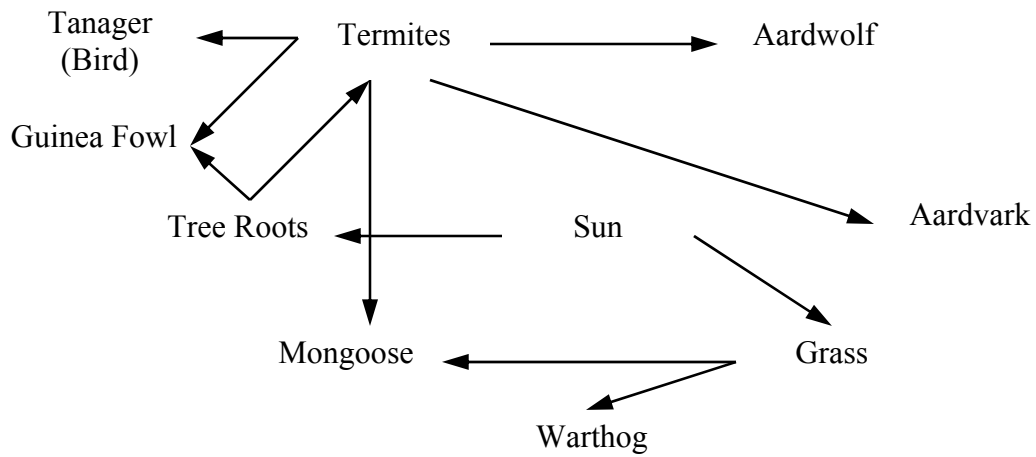 Tanager
(Bird)
Termites
Aardwolf
Guinea Fowl
Tree Roots
Sun
Aardvark
Mongoose
Grass
Warthog